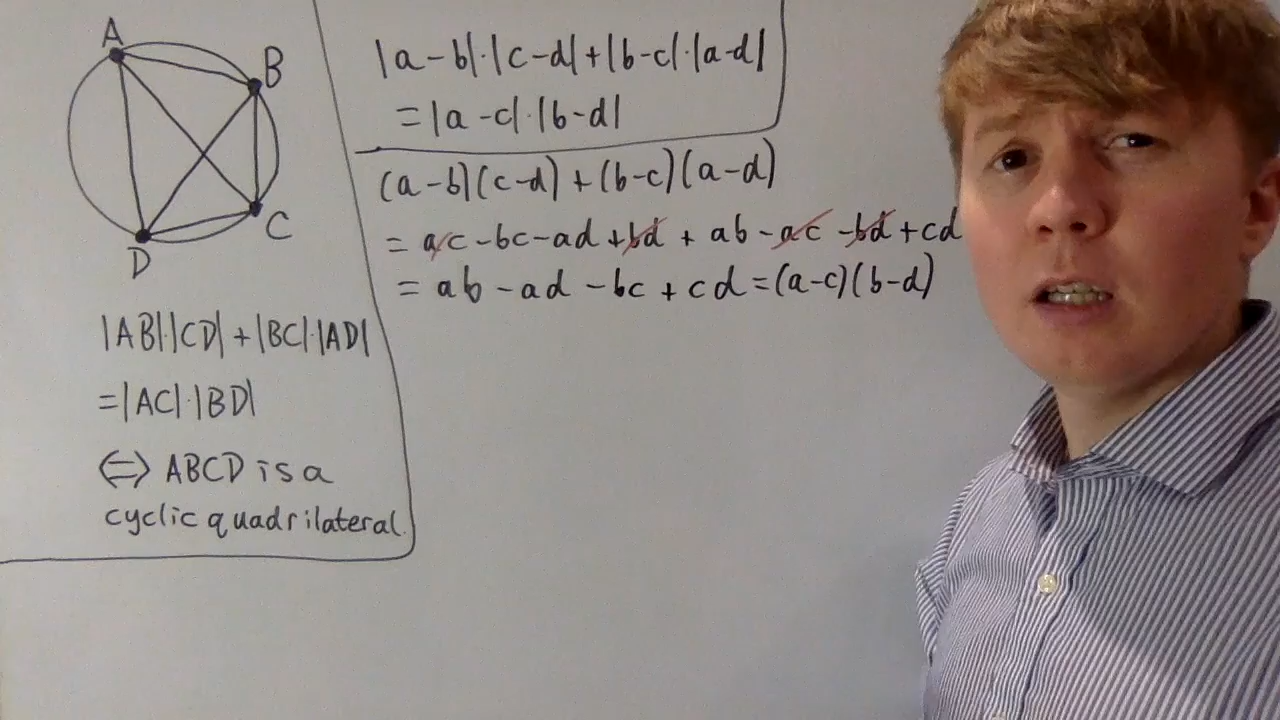 A
B
C
D
|AB|·|CD| + |BC|·|AD|
= |AC|·|BD|
⇔ ABCD is a
cyclic quadrilateral.
|a-b|·|c-d|+|b-c|·|a-d|
= |a-c|·|b-d|
(a-b)(c-d) + (b-c)(a-d)
= ac - bc - ad + bd + ab - ac - bd + cd
= ab - ad - bc + cd = (a-c)(b-d)